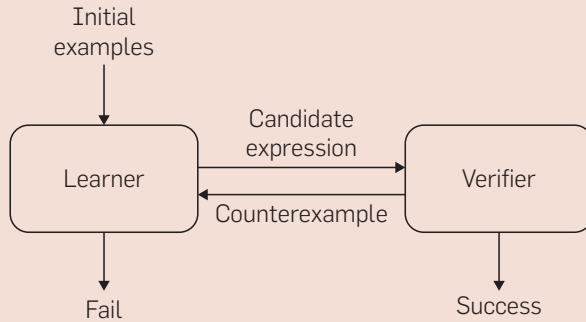 Initial
examples
Candidate
expression
Learner
Verifier
Counterexample
Fail
Success